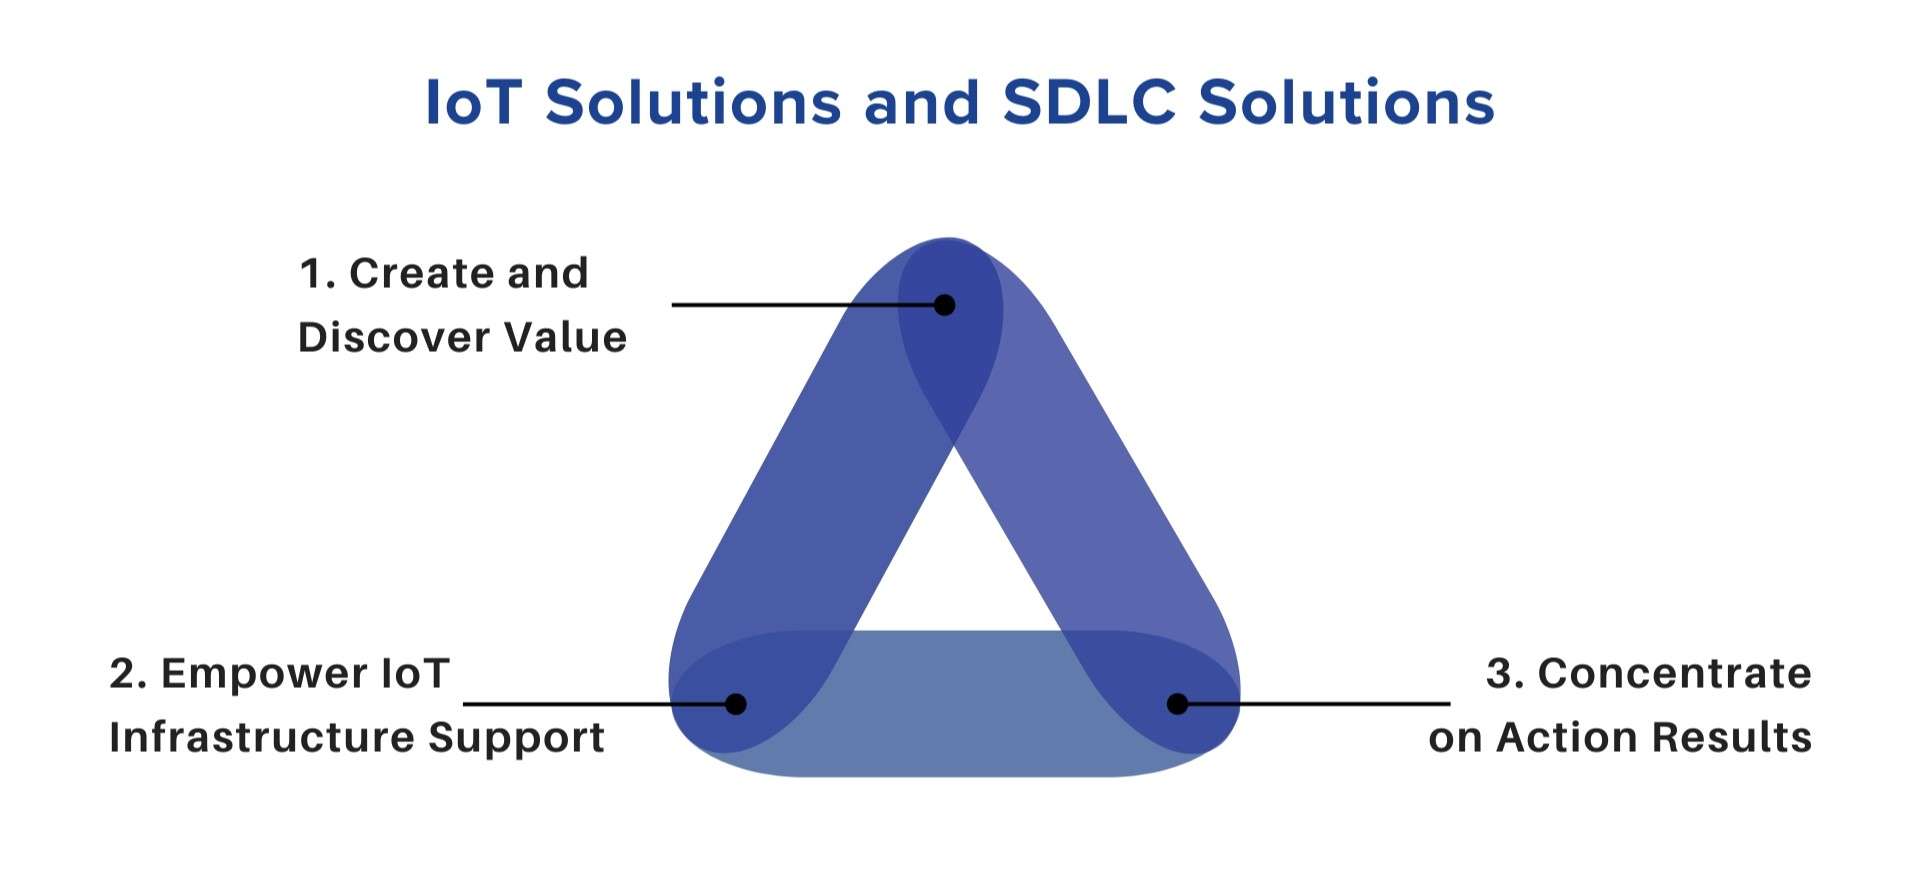 IoT Solutions and SDLC Solutions
1. Create and
Discover Value
2. Empower IoT
Infrastructure Support
3. Concentrate
on Action Results